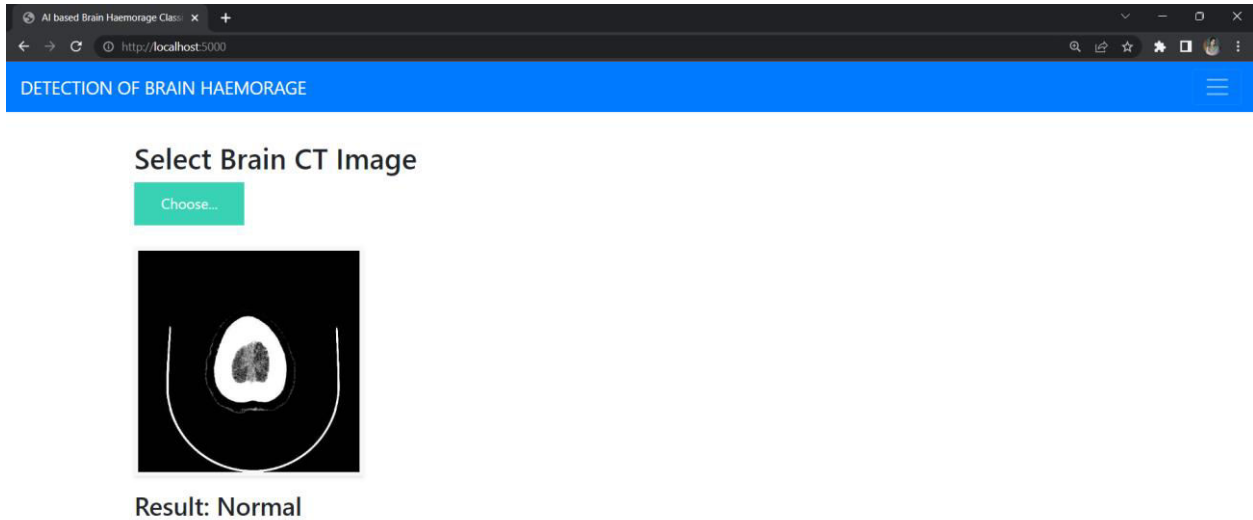 AI based Brain Haemorage Class
http://localhost:5000
DETECTION OF BRAIN HAEMORAGE
Select Brain CT Image
Choose...
Result: Normal